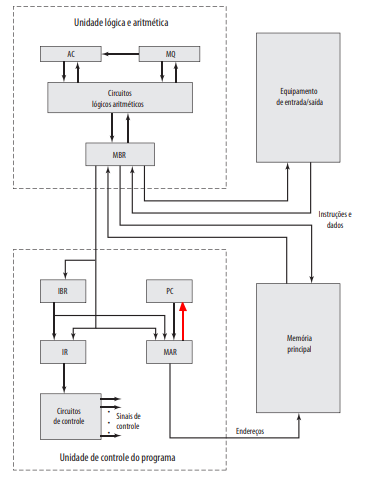 Unidade lógica e aritmética
AC
MQ
Circuitos
lógicos aritméticos
MBR
Equipamento
de entrada/saída
Instruções e
dados
IBR
PC
IR
MAR
Memória
principal
Circuitos
de controle
Sinais de
controle
Endereços
Unidade de controle do programa